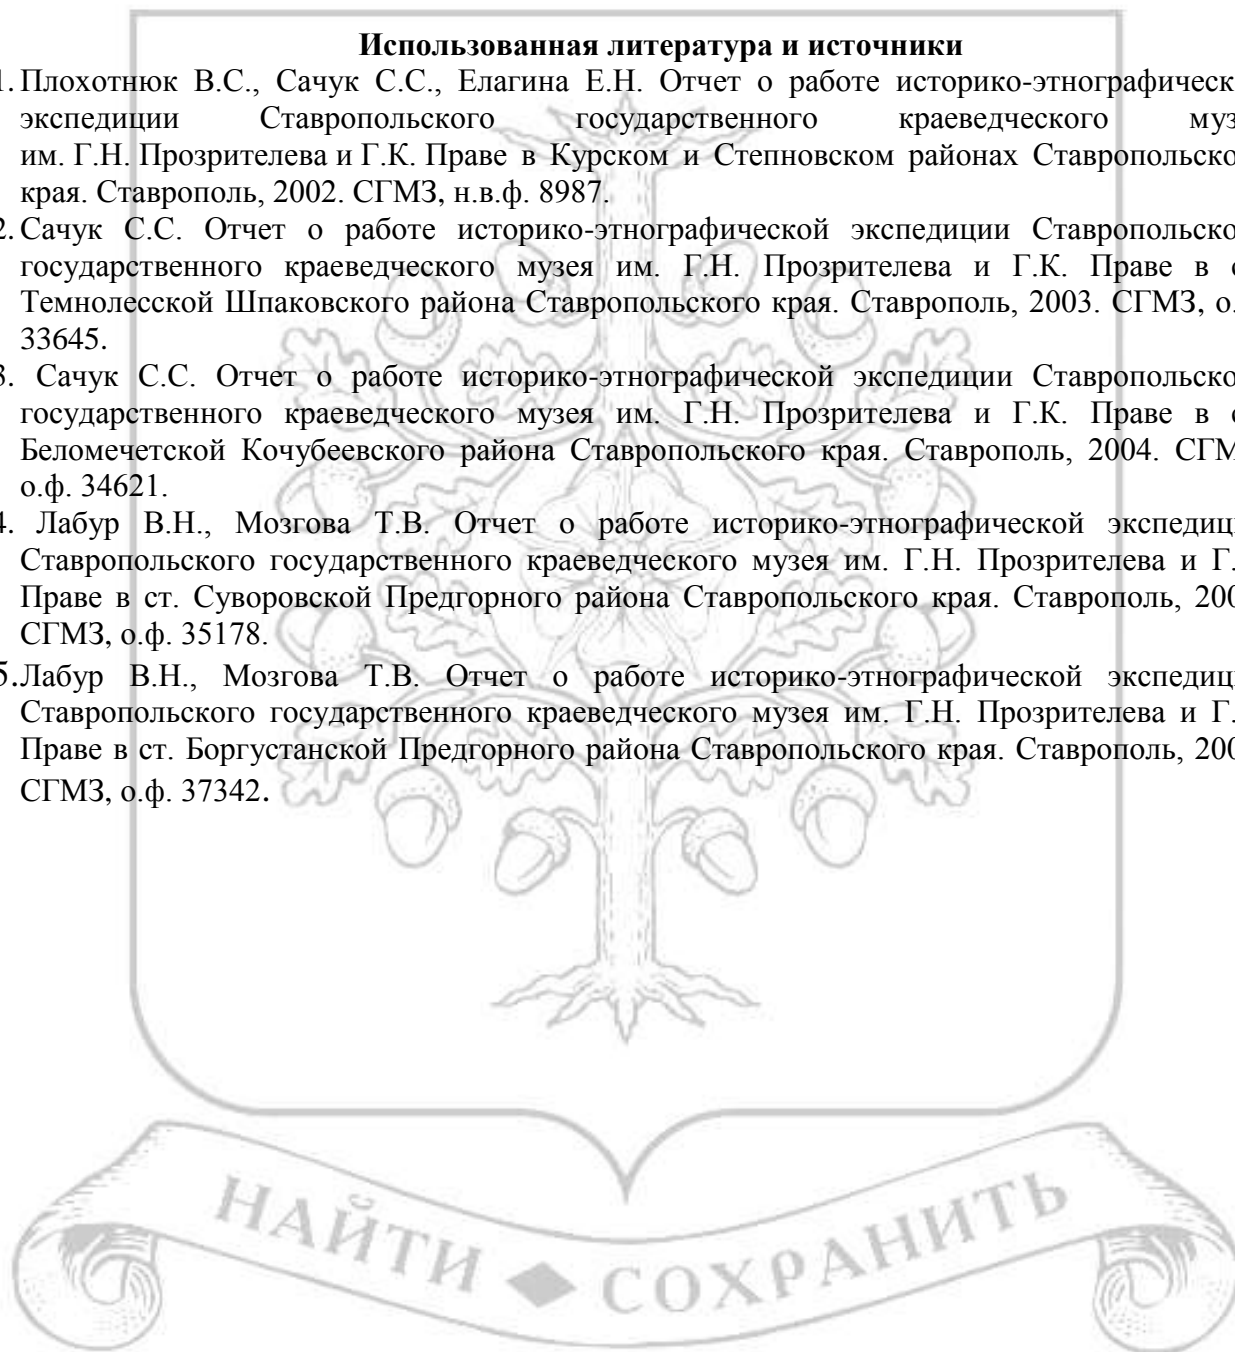 Использованная литература и источники
1. Плохотнюк В.С., Сачук С.С., Елагина Е.Н. Отчет о работе историко-этнографическ
экспедиции Ставропольского государственного краеведческого муз
им. Г.Н. Прозрителева и Г.К. Праве в Курском и Степновском районах Ставропольско
края. Ставрополь, 2002. СГМЗ, н.в.ф. 8987.
2. Сачук С.С. Отчет о работе историко-этнографической экспедиции Ставропольско
государственного краеведческого музея им. Г.Н. Прозрителева и Г.К. Праве в
Темнолесской Шпаковского района Ставропольского края. Ставрополь, 2003. СГМЗ, о.
33645.
3. Сачук С.С. Отчет о работе историко-этнографической экспедиции Ставропольско
государственного краеведческого музея им. Г.Н. Прозрителева и Г.К. Праве в
Беломечетской Кочубеевского района Ставропольского края. Ставрополь, 2004. СГМ
о.ф. 34621.
4. Лабур В.Н., Мозгова Т.В. Отчет о работе историко-этнографической экспедиц
Ставропольского государственного краеведческого музея им. Г.Н. Прозрителева и Г.
Праве в ст. Суворовской Предгорного района Ставропольского края. Ставрополь, 200
СГМЗ, о.ф. 35178.
5.Лабур В.Н., Мозгова Т.В. Отчет о работе историко-этнографической экспедиц
Ставропольского государственного краеведческого музея им. Г.Н. Прозрителева и Г.
Праве в ст. Боргустанской Предгорного района Ставропольского края. Ставрополь, 200
СГМЗ, о.ф. 37342.
НАЙТИ ◆ СОХРАНИТЬ